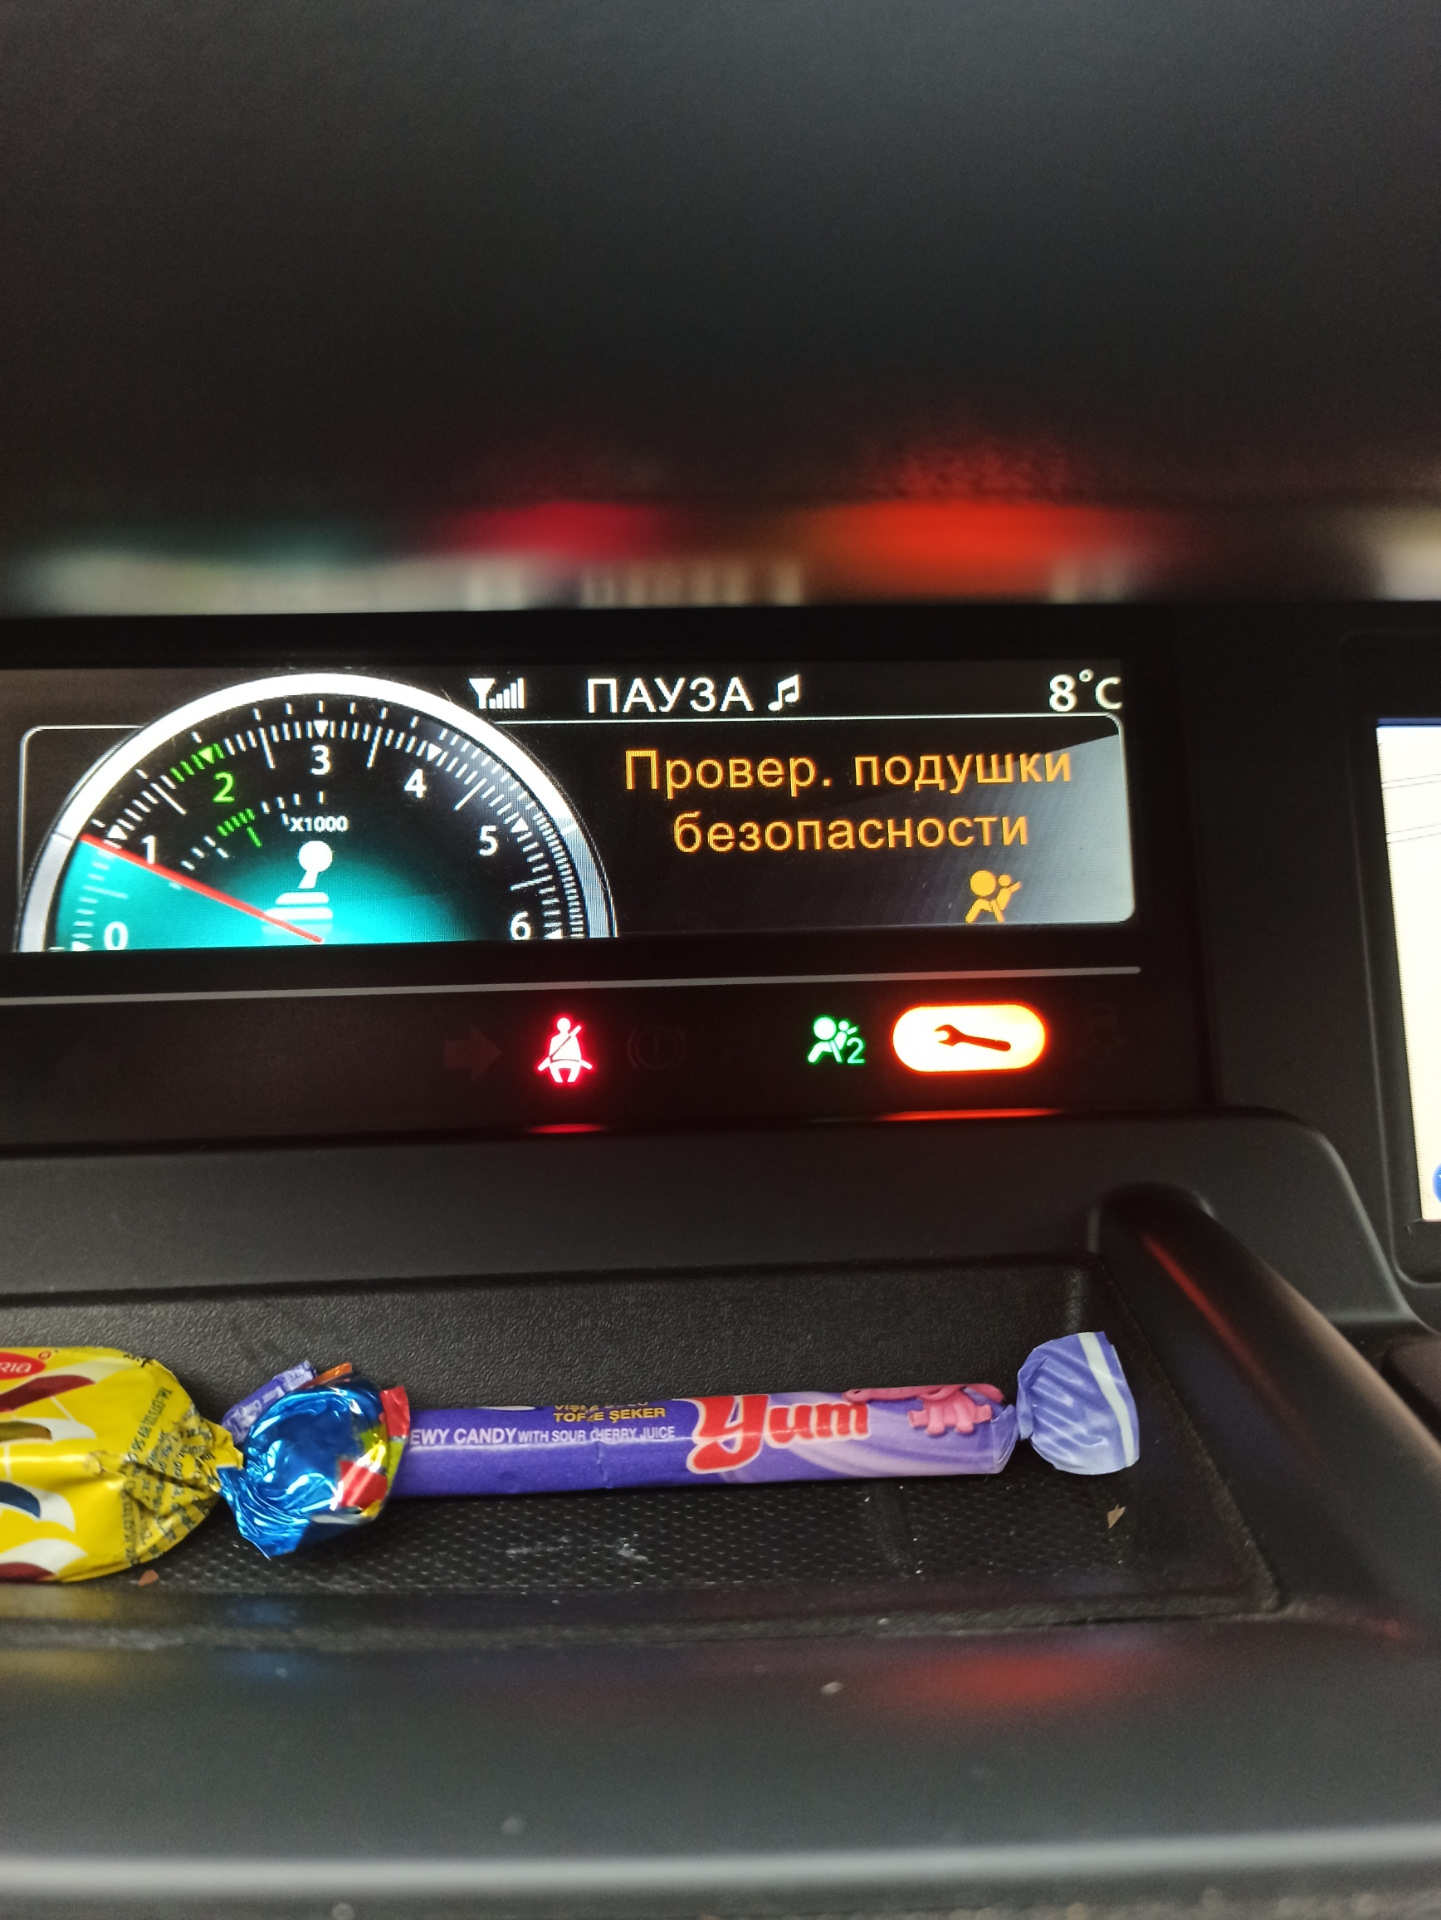 ПАУЗА
8°C
Провер. подушки
безопасности
0
1
2
3
4
5
6
X1000
2
TOFFE ŞEKER
EWY CANDY WITH SOUR CHERRY JUICE
Yum